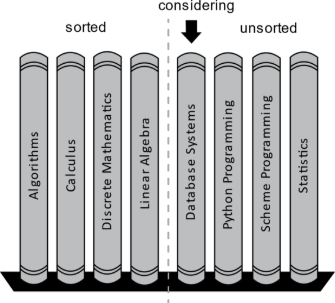 considering
sorted
unsorted
Algorithms
Calculus
Discrete Mathematics
Linear Algebra
Database Systems
Python Programming
Scheme Programming
Statistics